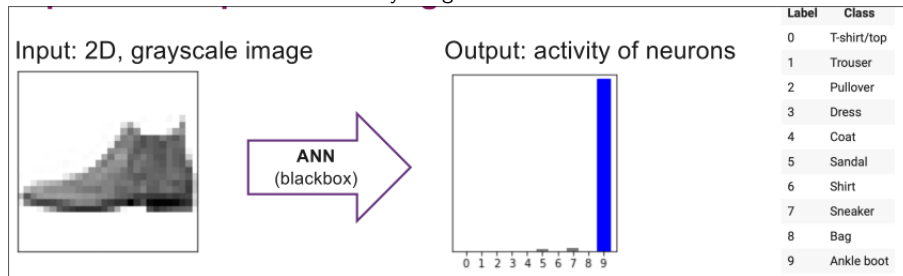 Input: 2D, grayscale image
Output: activity of neurons
ANN
(blackbox)
0 1 2 3 4 5 6 7 8 9
Label Class
0 T-shirt/top
1 Trouser
2 Pullover
3 Dress
4 Coat
5 Sandal
6 Shirt
7 Sneaker
8 Bag
9 Ankle boot